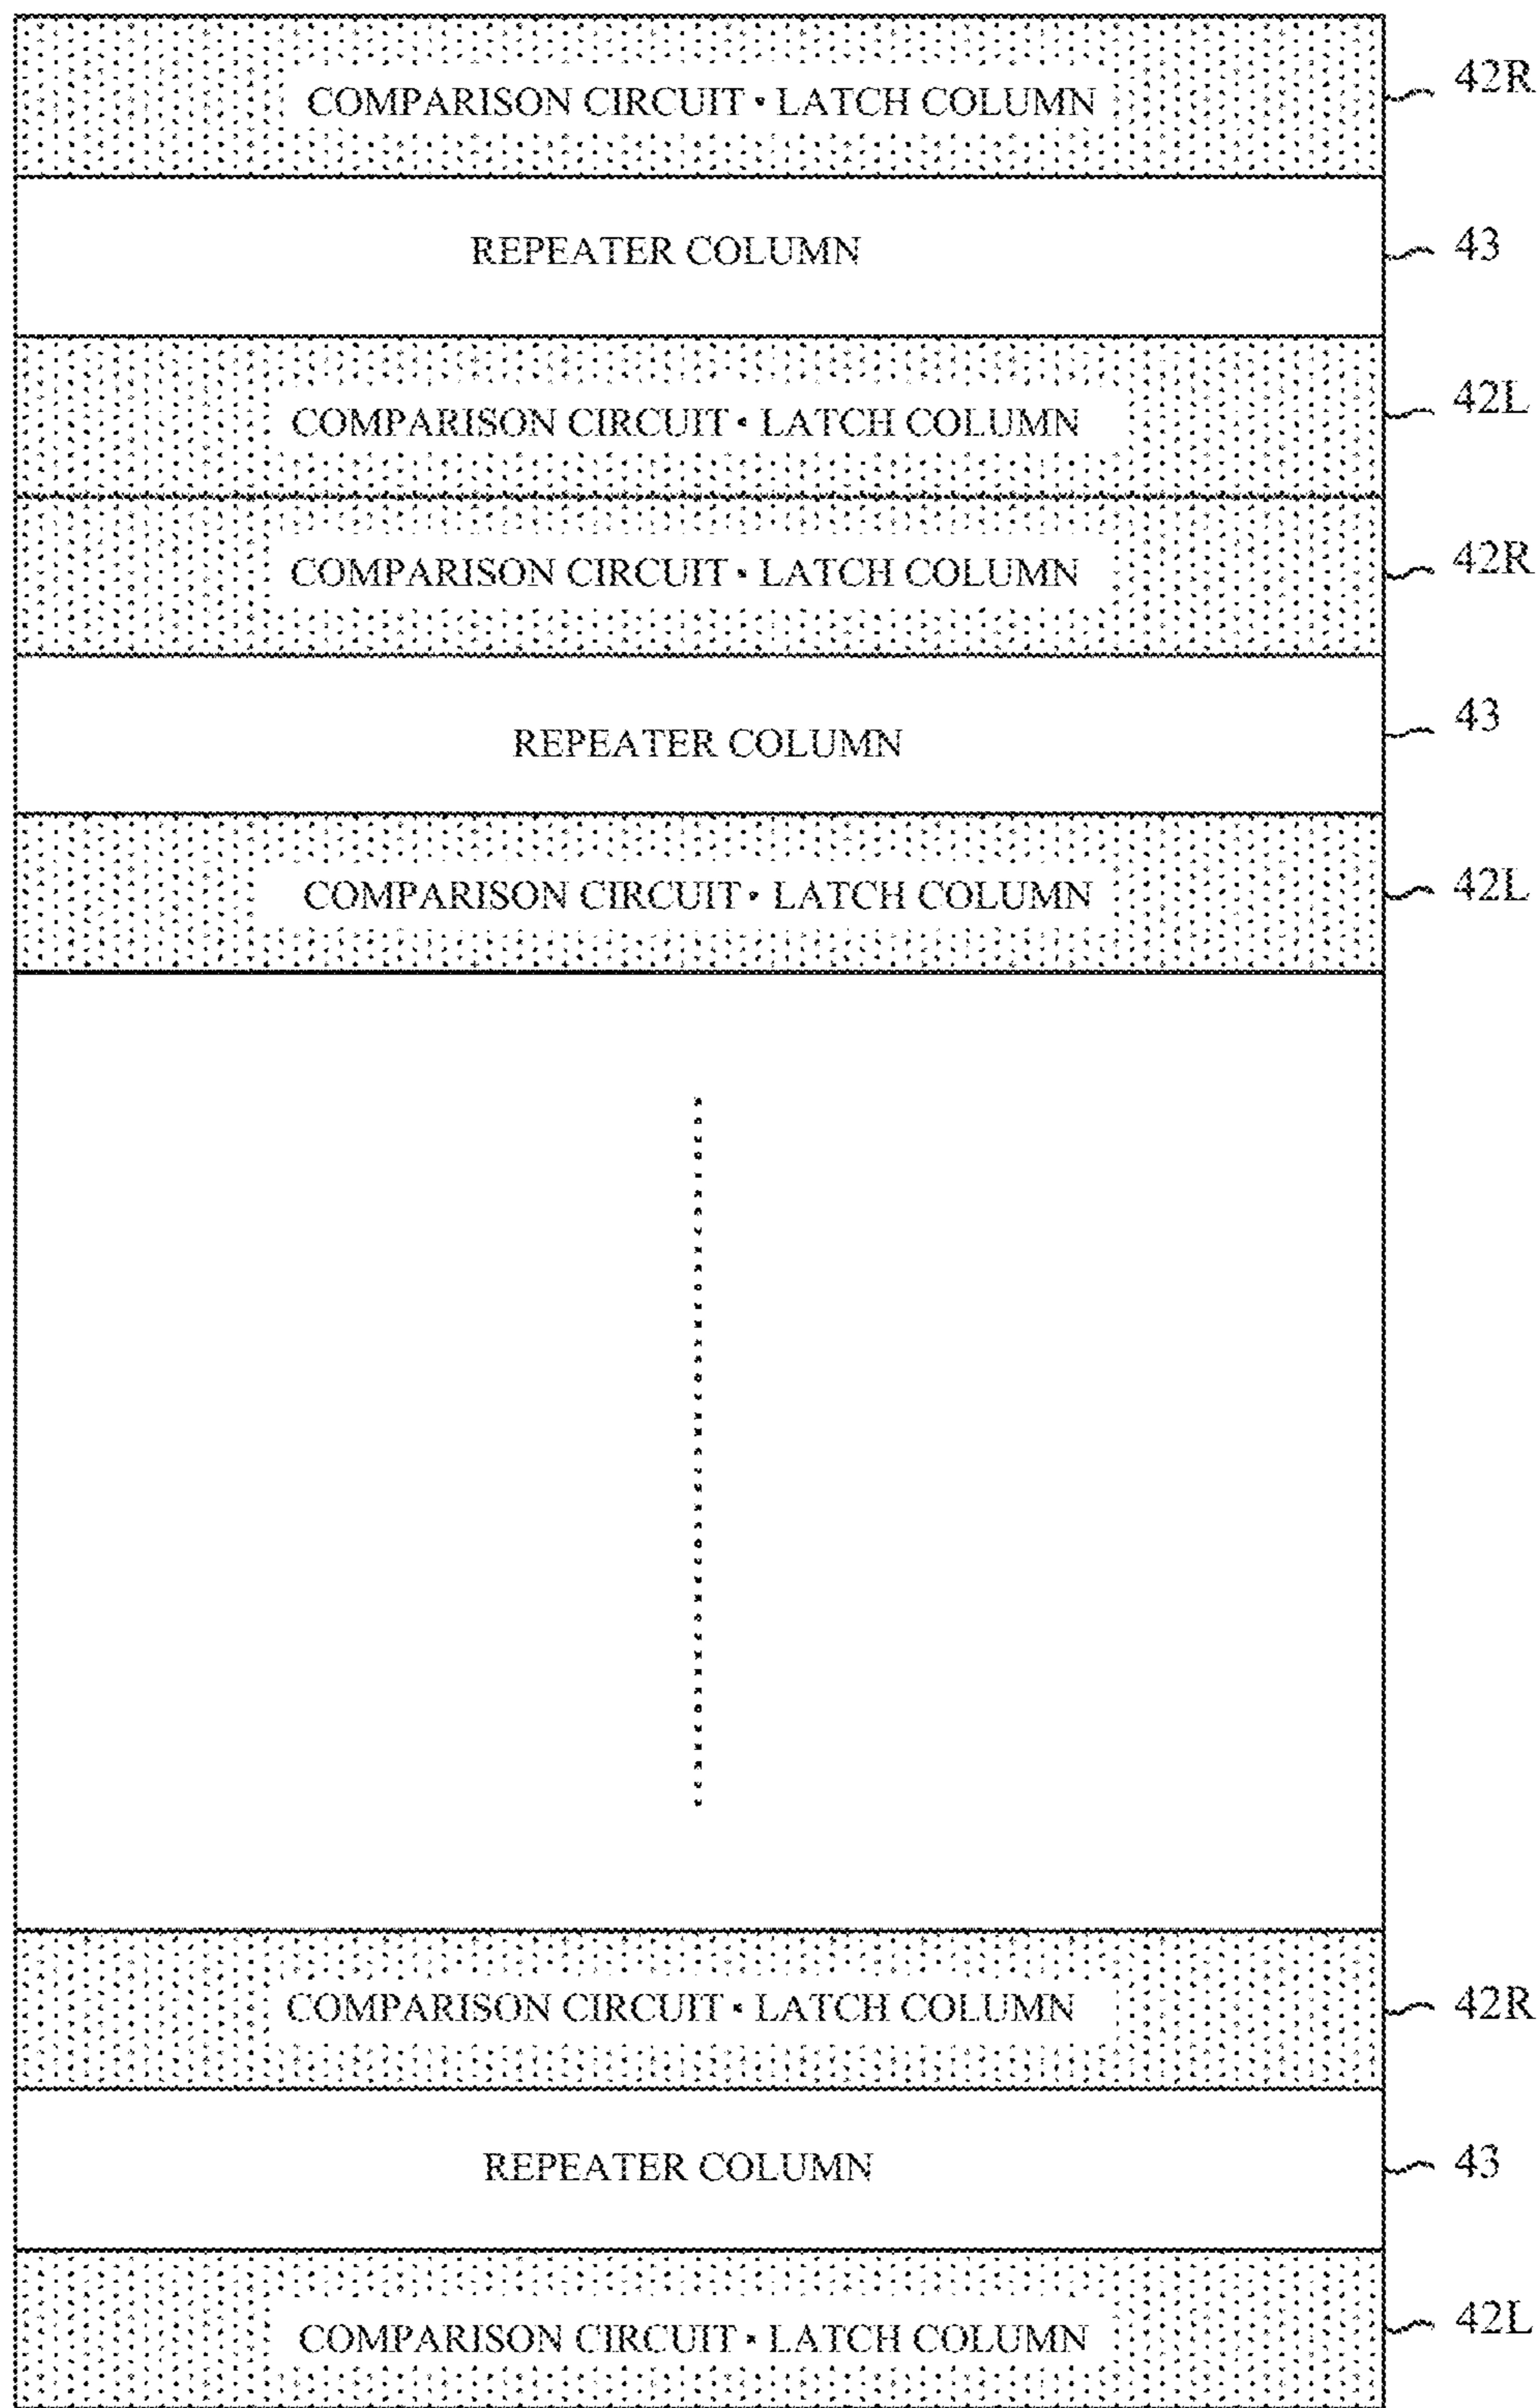 COMPARISON CIRCUIT · LATCH COLUMN 42R
REPEATER COLUMN 43
COMPARISON CIRCUIT · LATCH COLUMN 42L
COMPARISON CIRCUIT · LATCH COLUMN 42R
REPEATER COLUMN 43
COMPARISON CIRCUIT · LATCH COLUMN 42L
COMPARISON CIRCUIT · LATCH COLUMN 42R
REPEATER COLUMN 43
COMPARISON CIRCUIT · LATCH COLUMN 42L